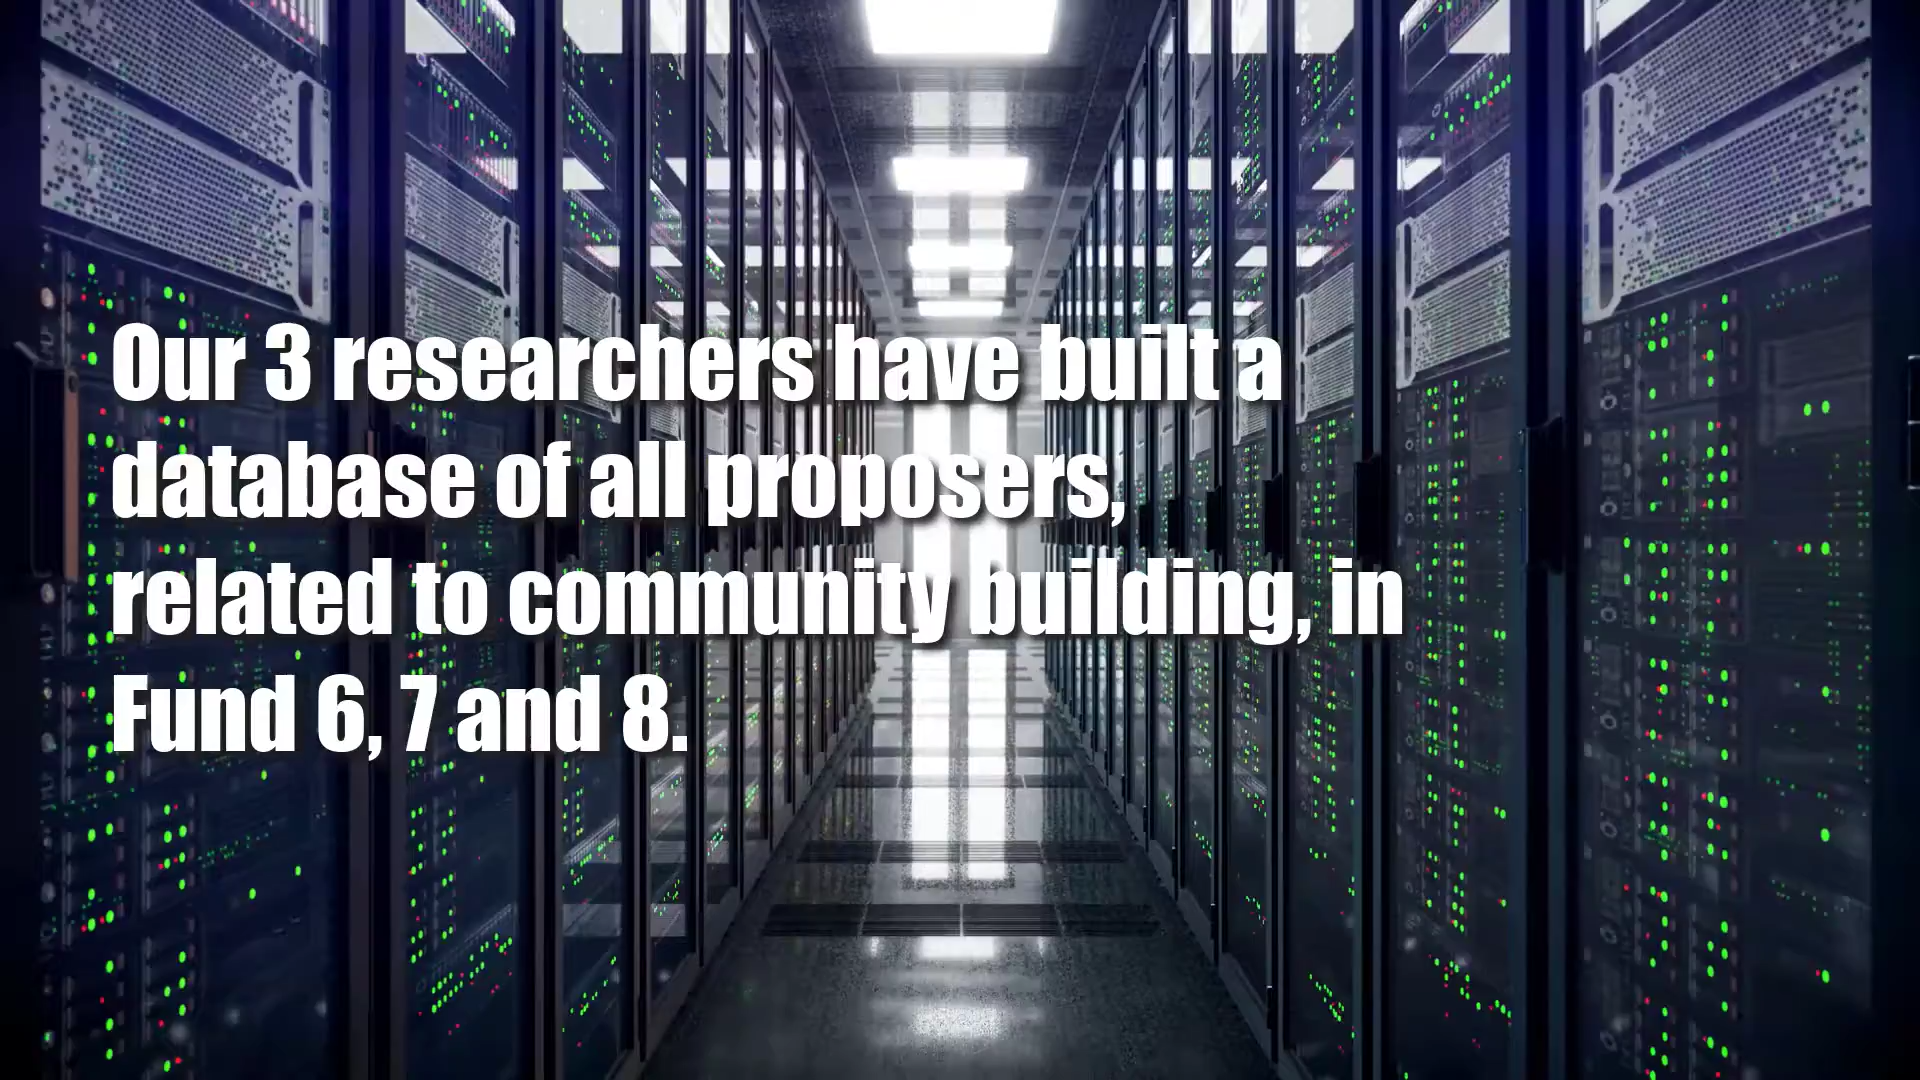 Our 3 researchers have built a
database of all proposers,
related to community building, in
Fund 6, 7 and 8.